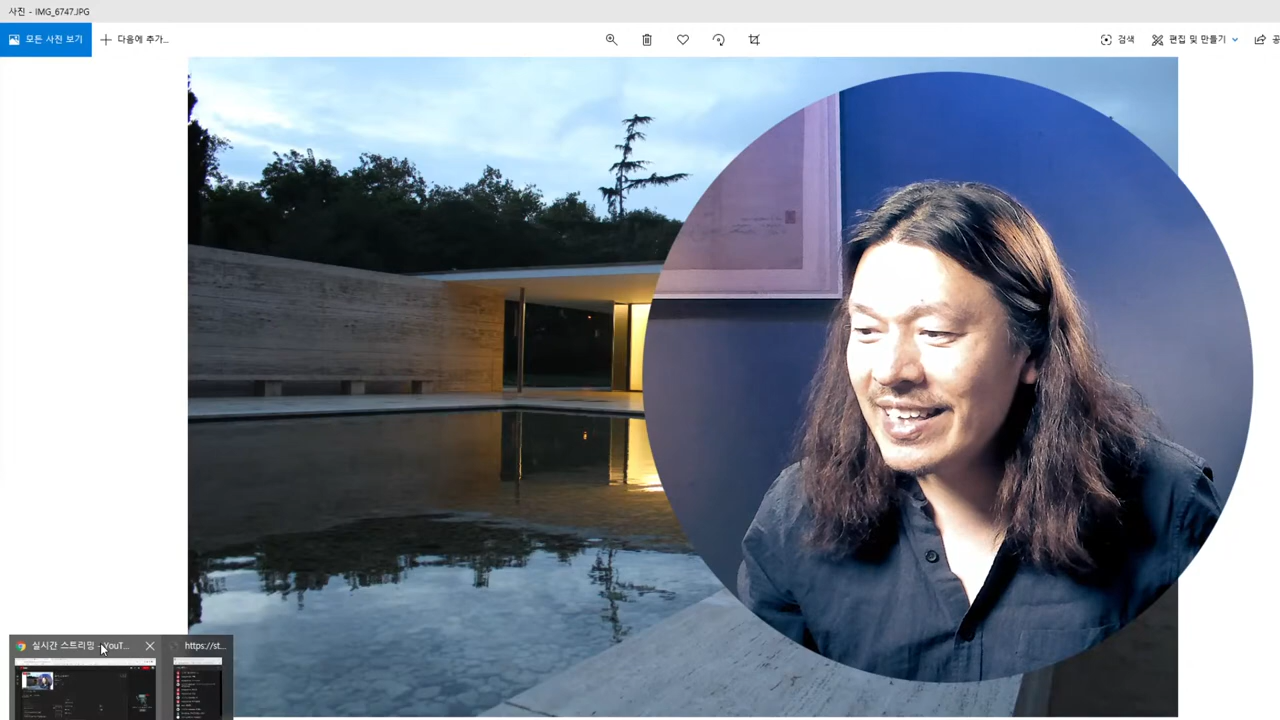 사진 - IMG_6747.JPG
모든 사진 보기
다음에 추가...
검색
편집 및 만들기
실시간 스트리밍 - YouT...
https://st...